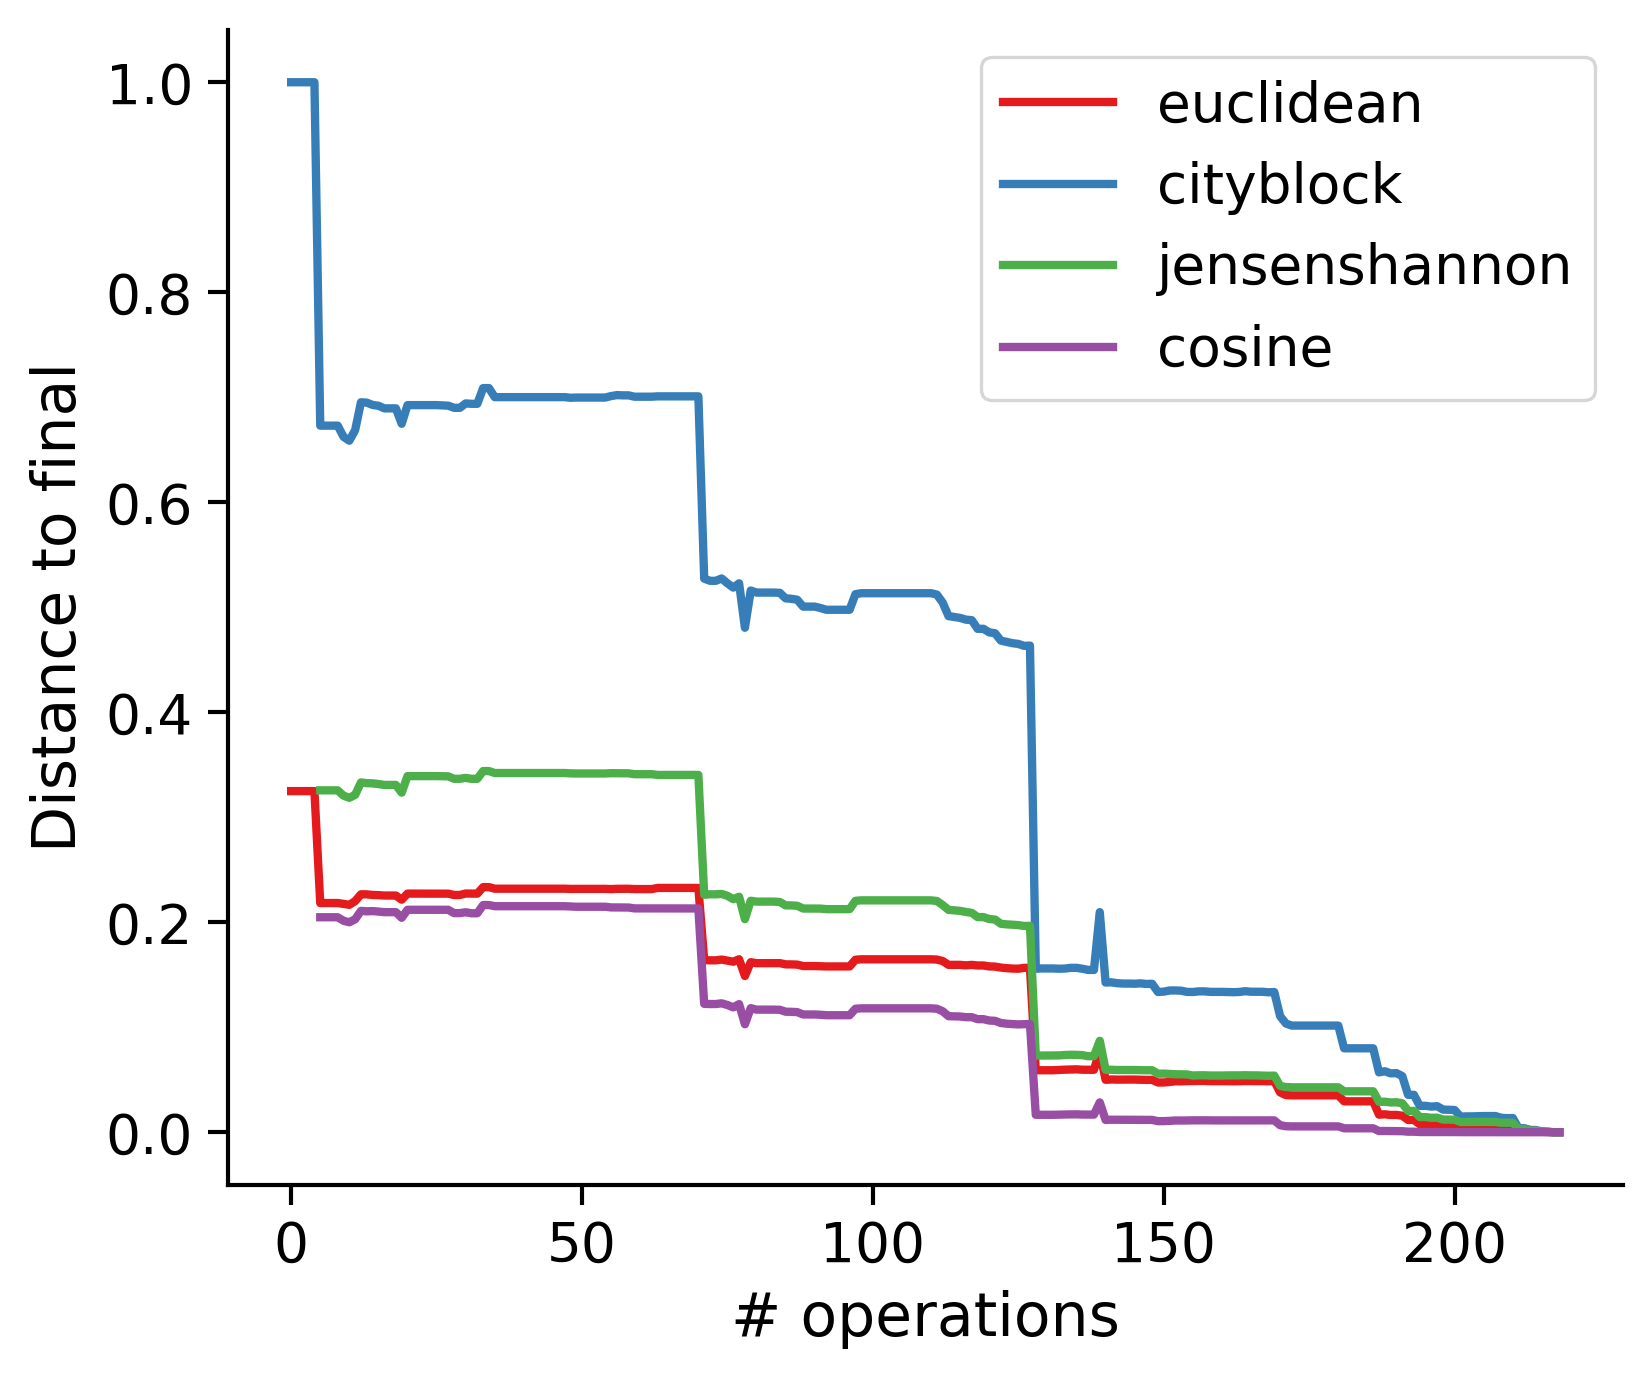 1.0
0.8
0.6
0.4
0.2
0.0
Distance to final
euclidean
cityblock
jensenshannon
cosine
0 50 100 150 200
# operations